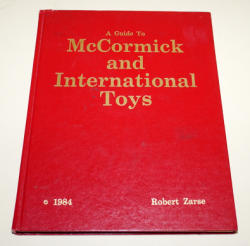 A Guide To
McCormick
and
International
Toys
© 1984 Robert Zarse